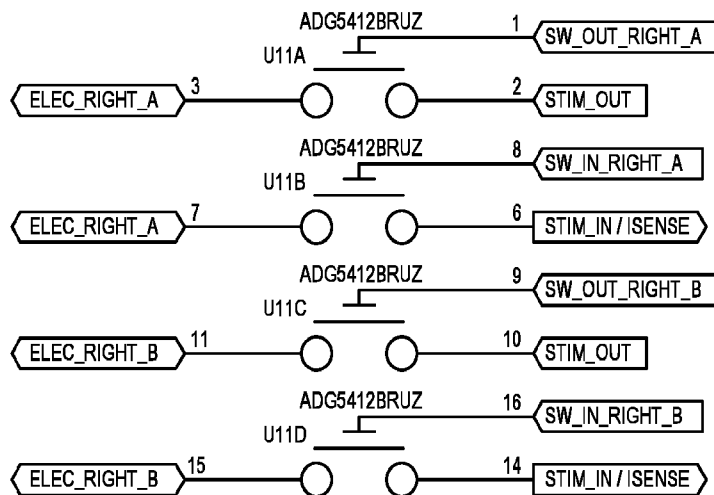 ADG5412BRUZ 1 SW_OUT_RIGHT_A
U11A
ELEC_RIGHT_A 3 2 STIM_OUT
ADG5412BRUZ 8 SW_IN_RIGHT_A
U11B
ELEC_RIGHT_A 7 6 STIM_IN / ISENSE
ADG5412BRUZ 9 SW_OUT_RIGHT_B
U11C
ELEC_RIGHT_B 11 10 STIM_OUT
ADG5412BRUZ 16 SW_IN_RIGHT_B
U11D
ELEC_RIGHT_B 15 14 STIM_IN / ISENSE